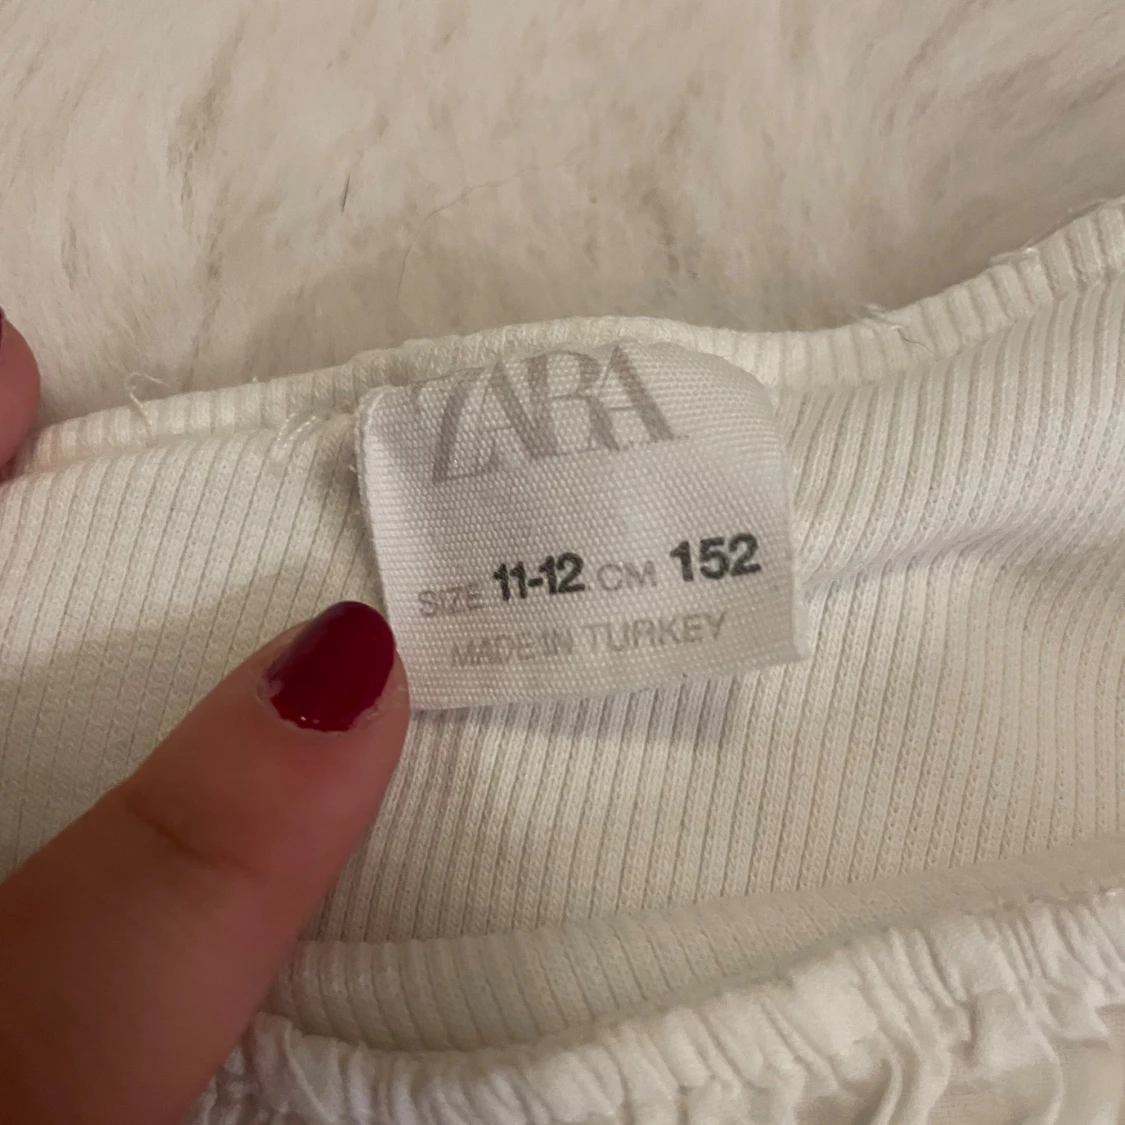 ZARA
SIZE 11-12 CM 152
MADE IN TURKEY